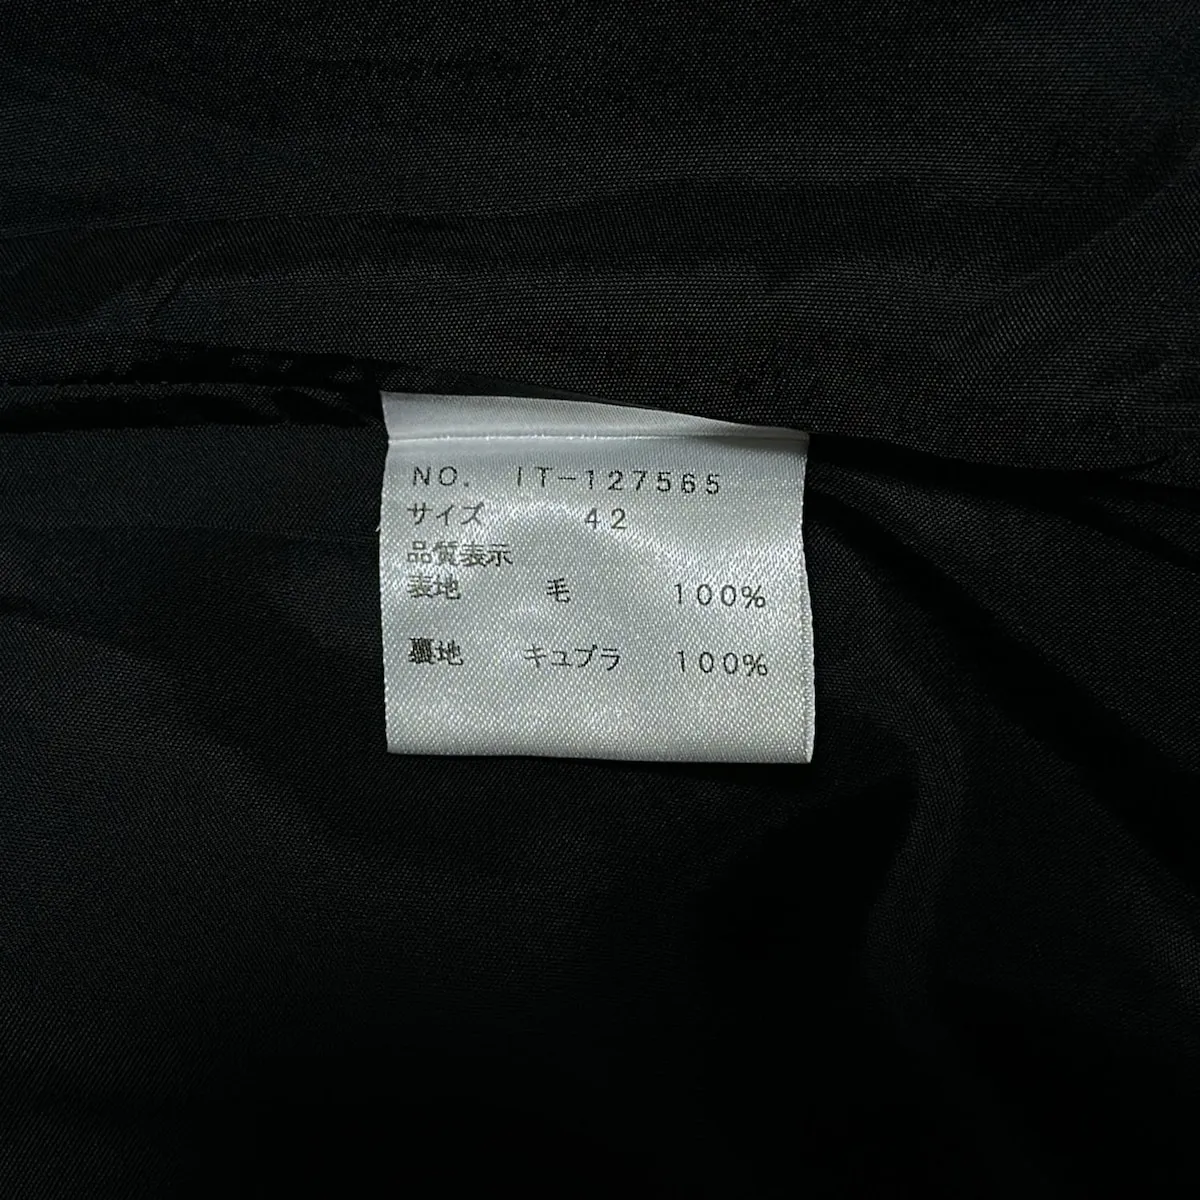 NO. IT-127565
サイズ 42
品質表示
表地 毛 100%
裏地 キュプラ 100%